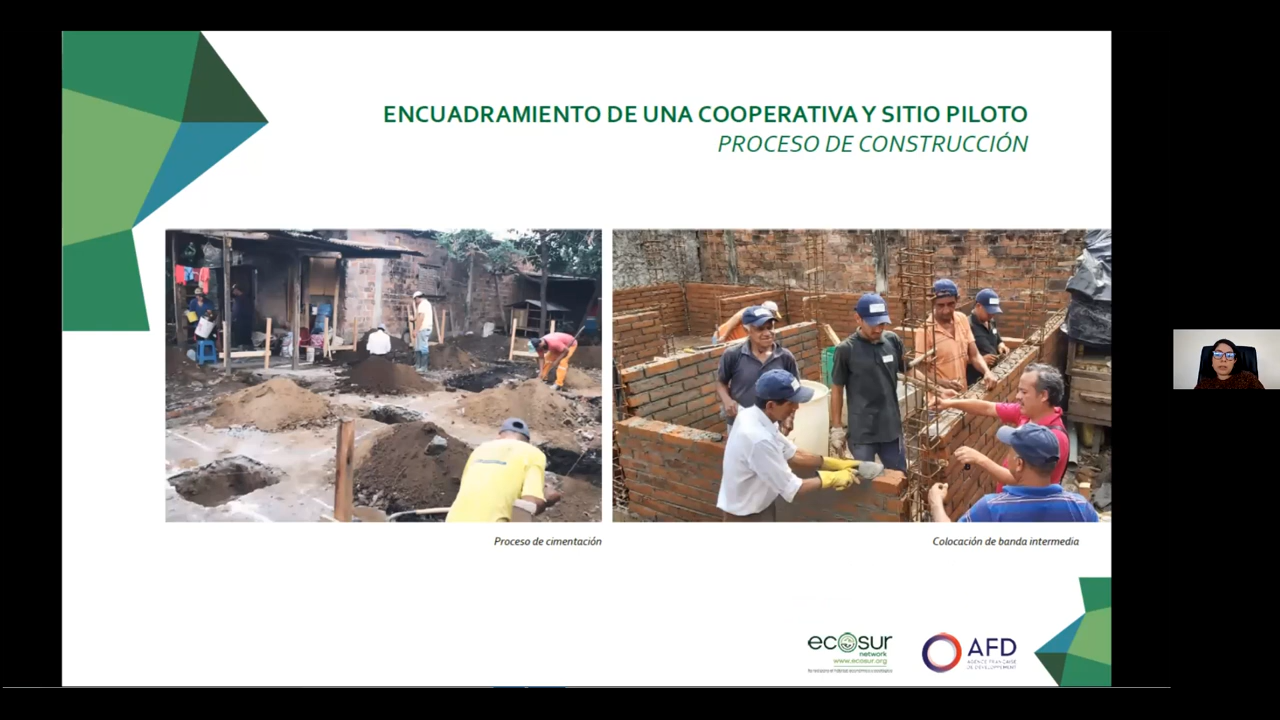 ENCUADRAMIENTO DE UNA COOPERATIVA Y SITIO PILOTO
PROCESO DE CONSTRUCCIÓN
Proceso de cimentación
Colocación de banda intermedia
ecosur
network
www.ecosur.org
AFD
AGENCE FRANÇAISE
DE DÉVELOPPEMENT